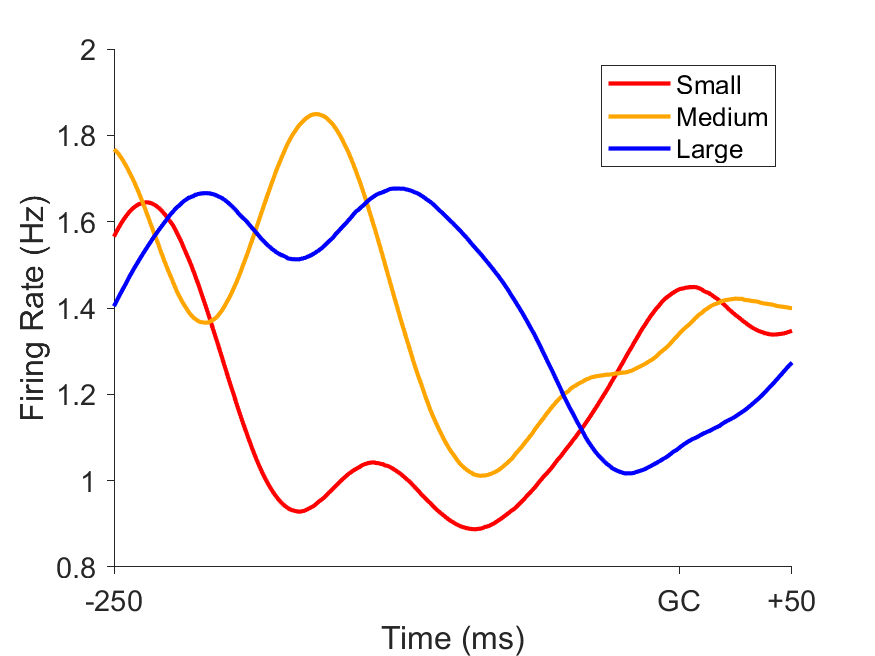 2
1.8
1.6
1.4
1.2
1
0.8
Firing Rate (Hz)
Small
Medium
Large
-250
GC
+50
Time (ms)